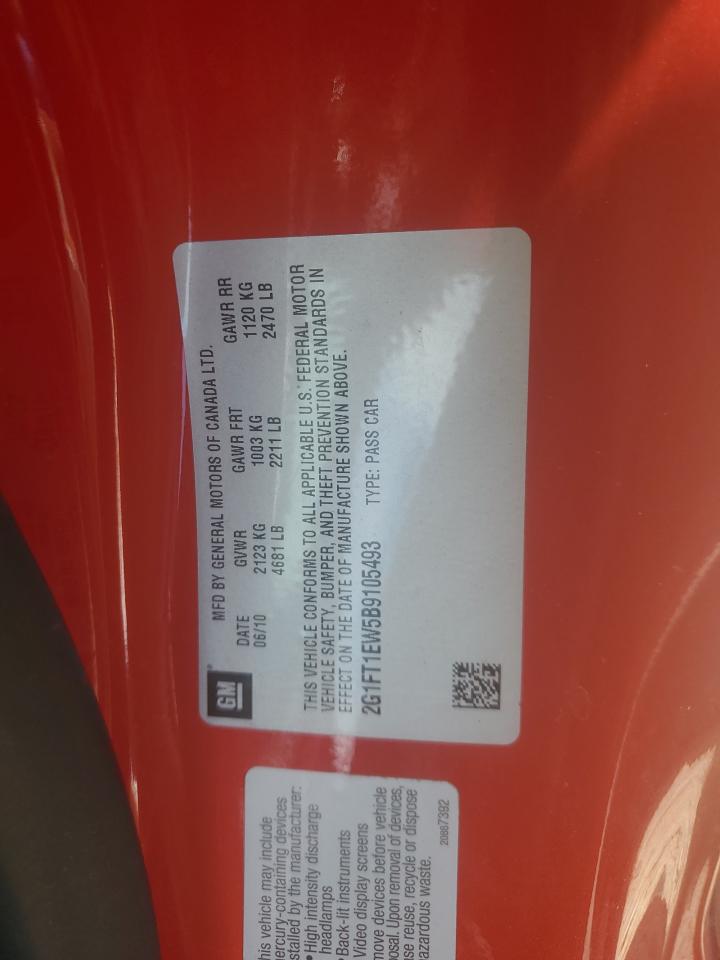 GM
MFD BY GENERAL MOTORS OF CANADA LTD.
DATE GVWR GAWR FRT GAWR RR
06/10 2123 KG 1003 KG 1120 KG
4681 LB 2211 LB 2470 LB
THIS VEHICLE CONFORMS TO ALL APPLICABLE U.S. FEDERAL MOTOR
VEHICLE SAFETY, BUMPER, AND THEFT PREVENTION STANDARDS IN
EFFECT ON THE DATE OF MANUFACTURE SHOWN ABOVE.
2G1FT1EW5B9105493 TYPE: PASS CAR
his vehicle may include
ercury-containing devices
stalled by the manufacturer:
• High intensity discharge
headlamps
• Back-lit instruments
Video display screens
move devices before vehicle
osal. Upon removal of devices,
se reuse, recycle or dispose
azardous waste.
20867392